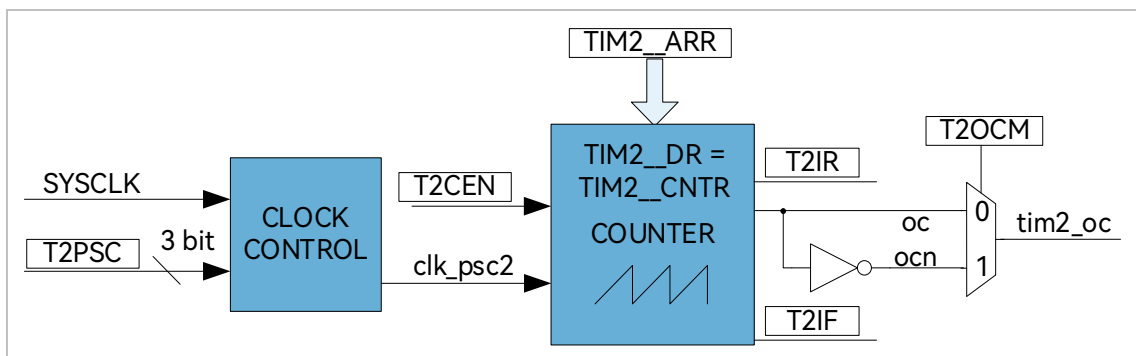 TIM2__ARR
T2OCM
TIM2__DR =
TIM2__CNTR
COUNTER
T2IR
SYSCLK
T2CEN
CLOCK
CONTROL
T2PSC
3 bit
clk_psc2
oc
ocn
0
1
tim2_oc
T2IF